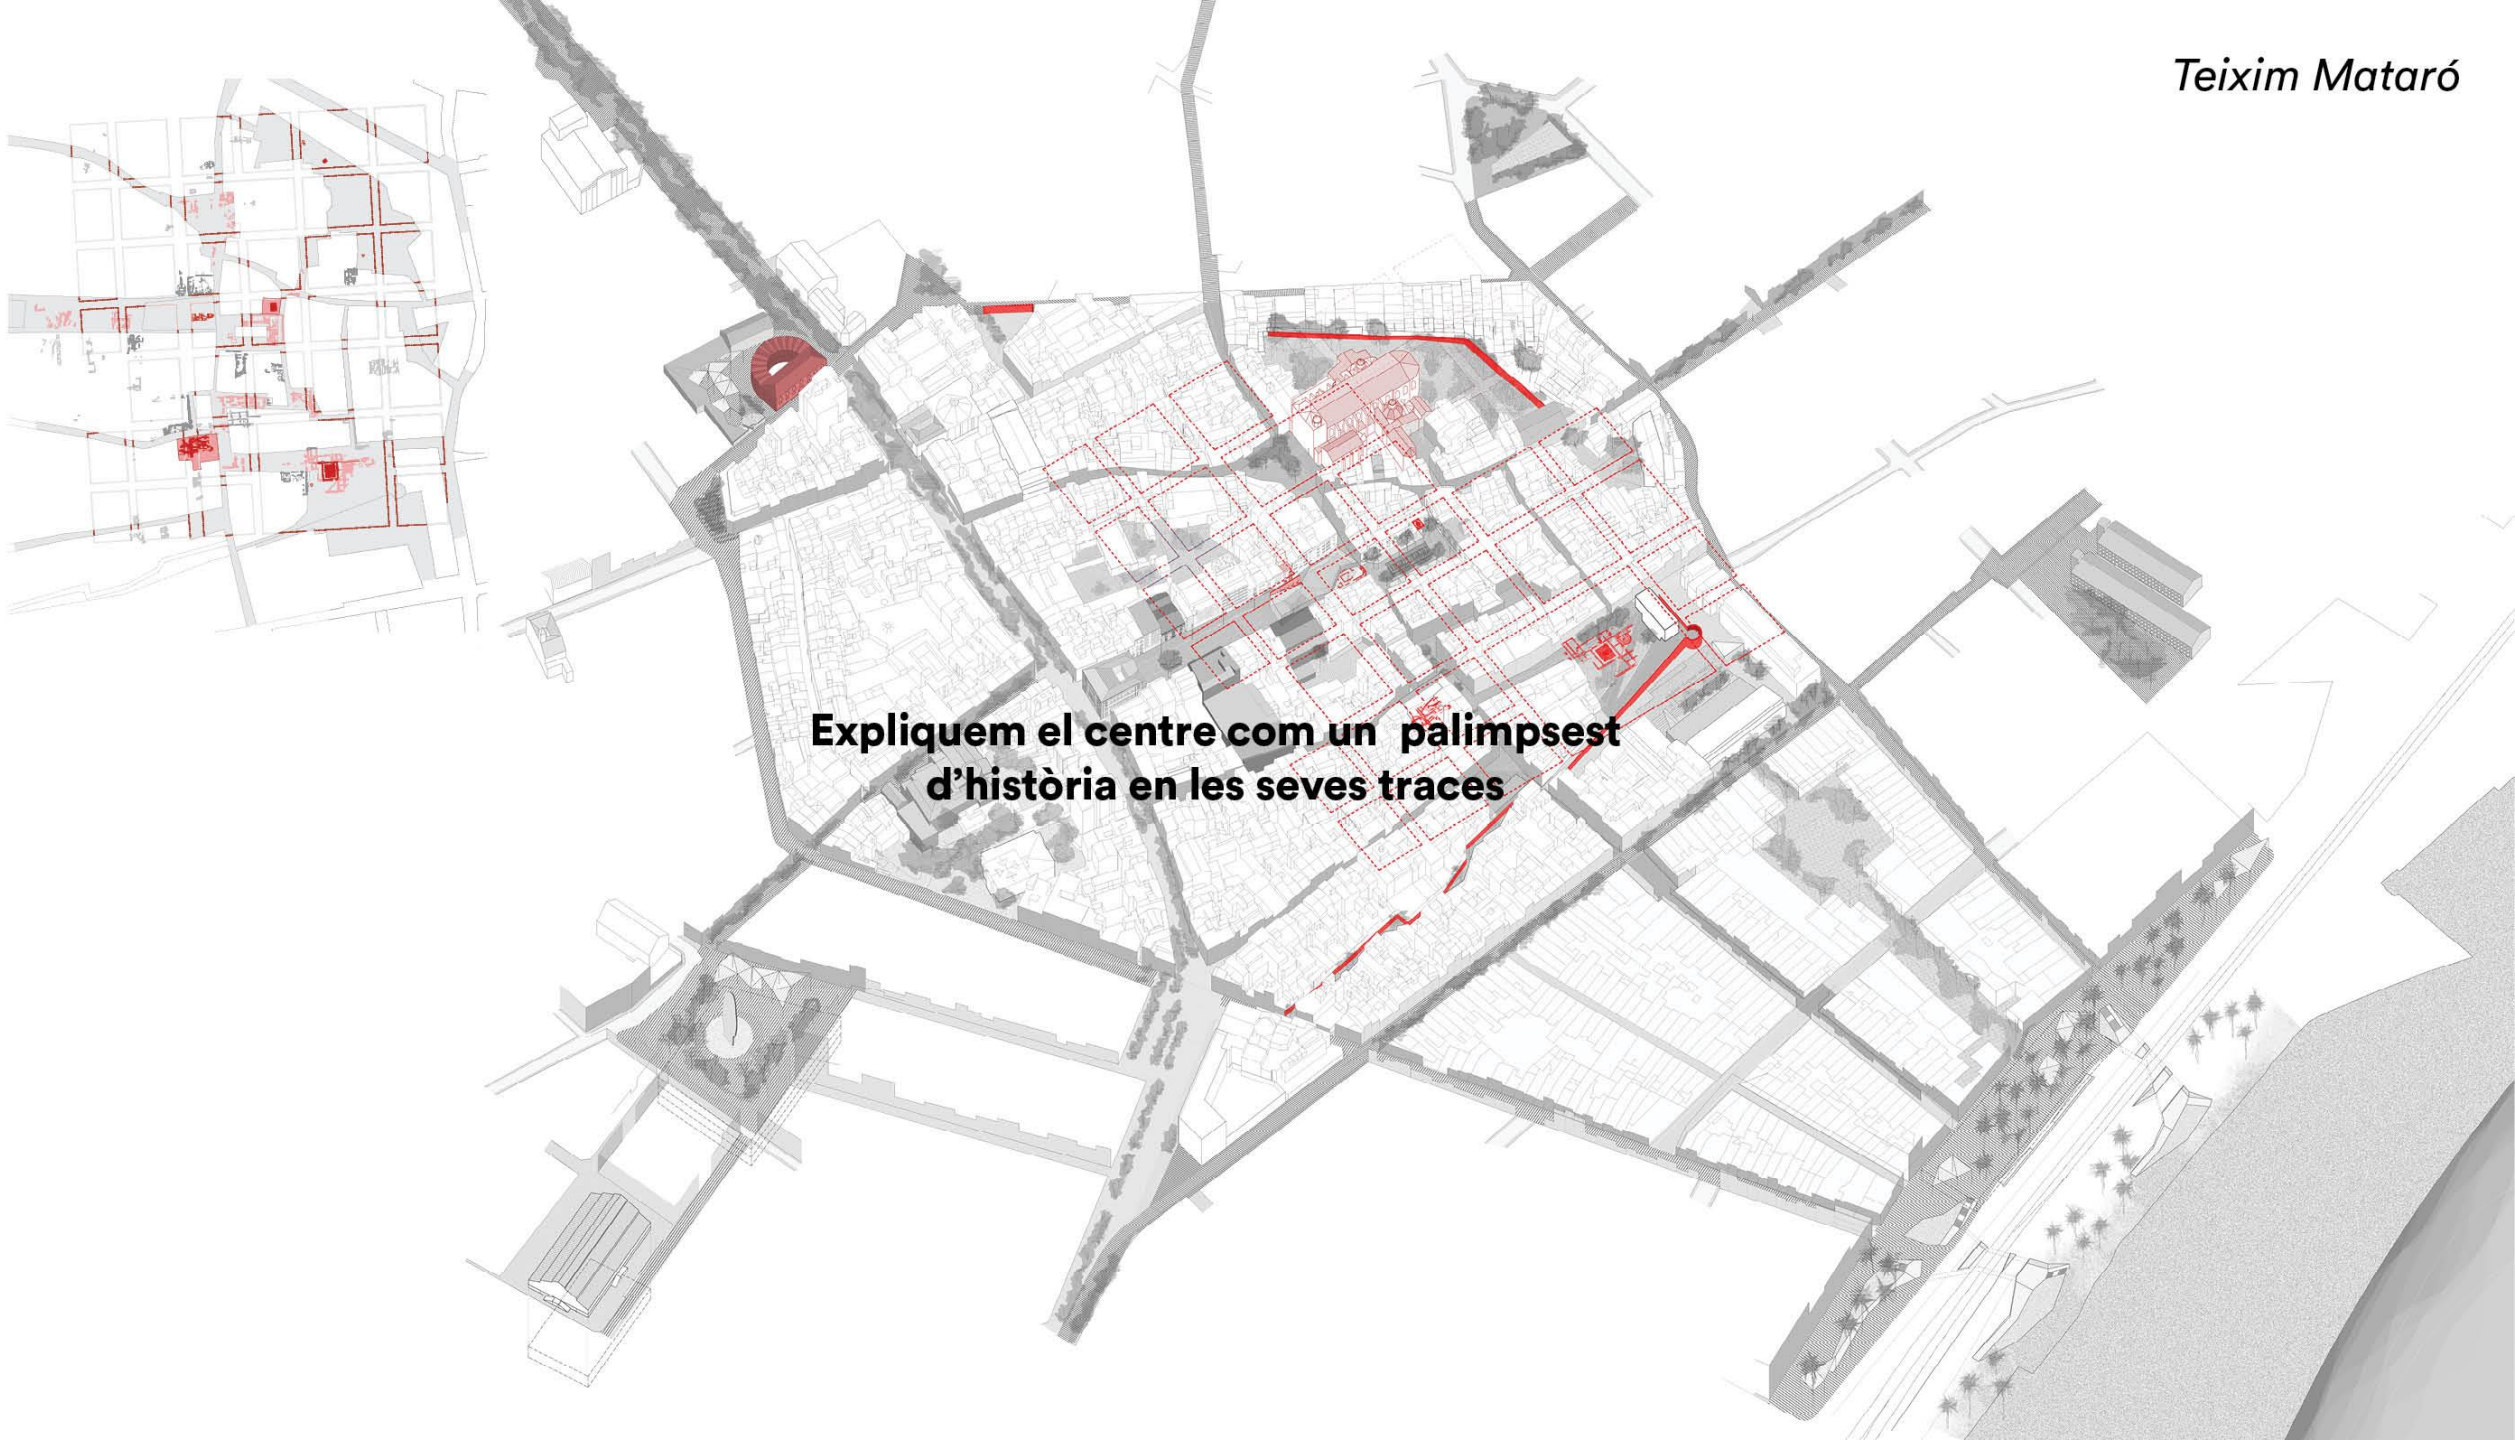 Teixim Mataró
Expliquem el centre com un  palimpsest
d’història en les seves traces